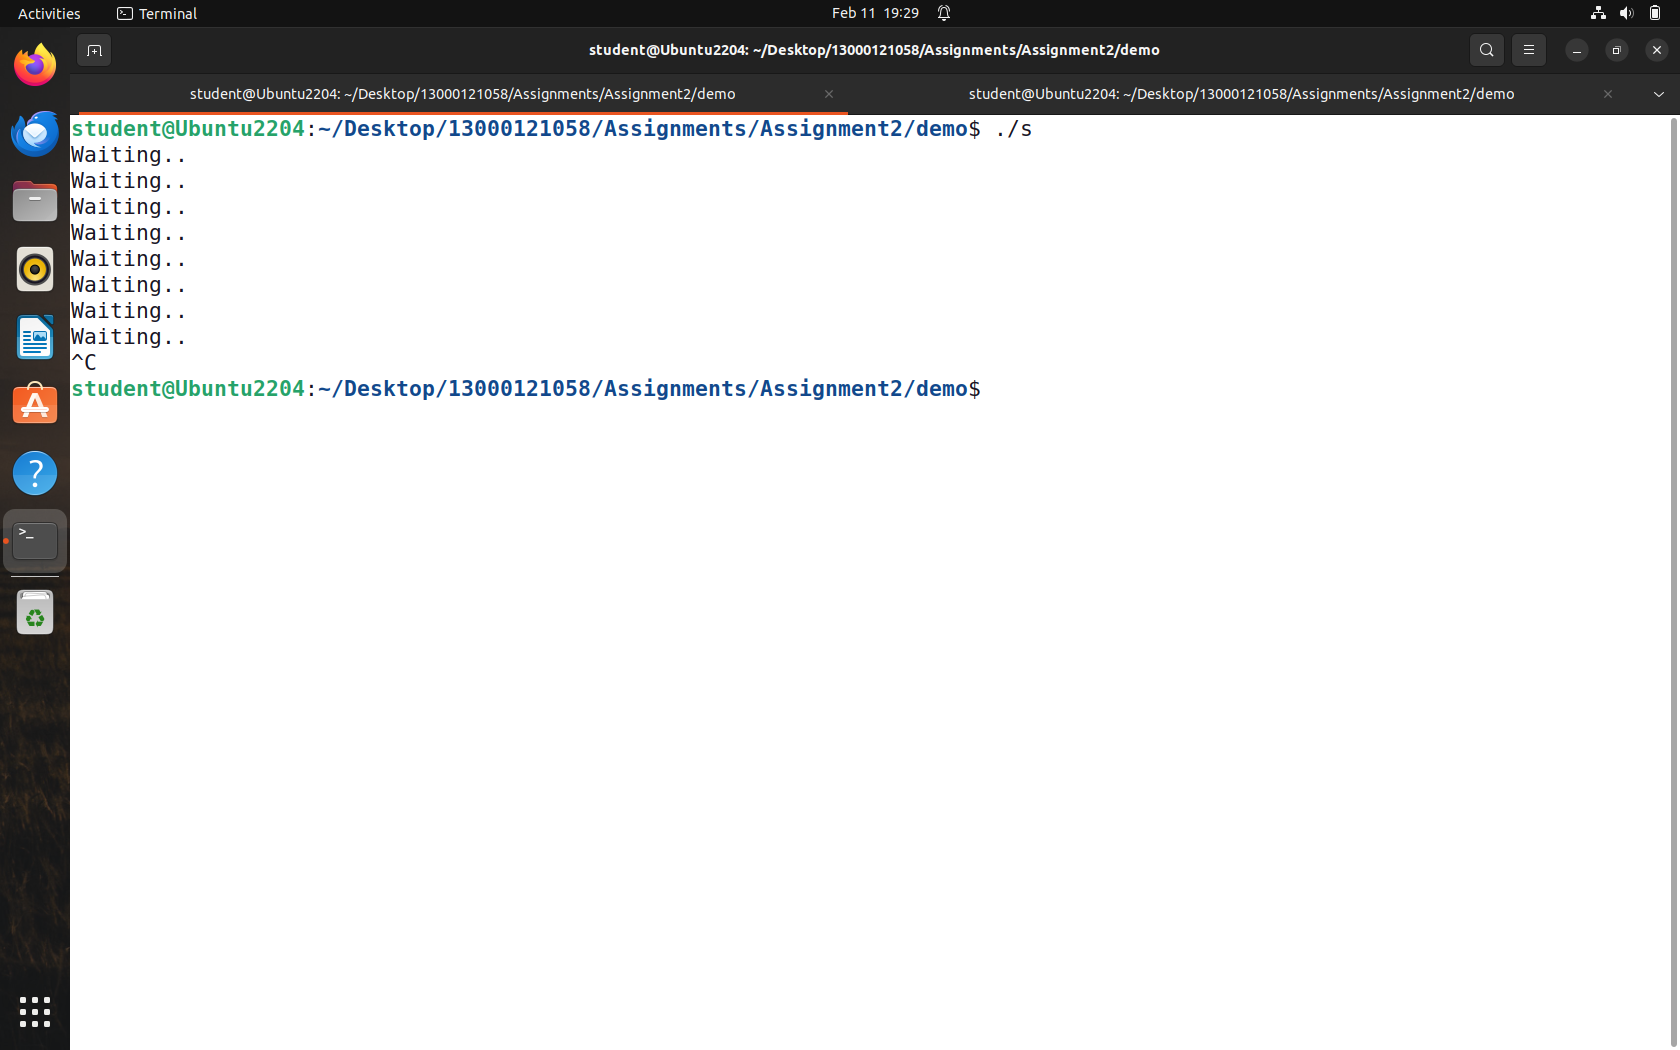 Activities
Terminal
Feb 11 19:29
student@Ubuntu2204: ~/Desktop/13000121058/Assignments/Assignment2/demo
student@Ubuntu2204: ~/Desktop/13000121058/Assignments/Assignment2/demo
student@Ubuntu2204: ~/Desktop/13000121058/Assignments/Assignment2/demo
student@Ubuntu2204:~/Desktop/13000121058/Assignments/Assignment2/demo$ ./s
Waiting..
Waiting..
Waiting..
Waiting..
Waiting..
Waiting..
Waiting..
Waiting..
^C
student@Ubuntu2204:~/Desktop/13000121058/Assignments/Assignment2/demo$